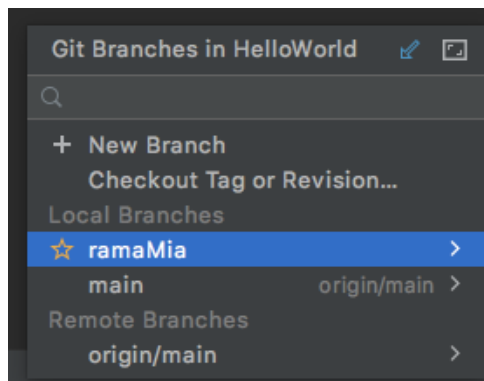 Git Branches in HelloWorld
+ New Branch
Checkout Tag or Revision...
Local Branches
ramaMia
main origin/main
Remote Branches
origin/main